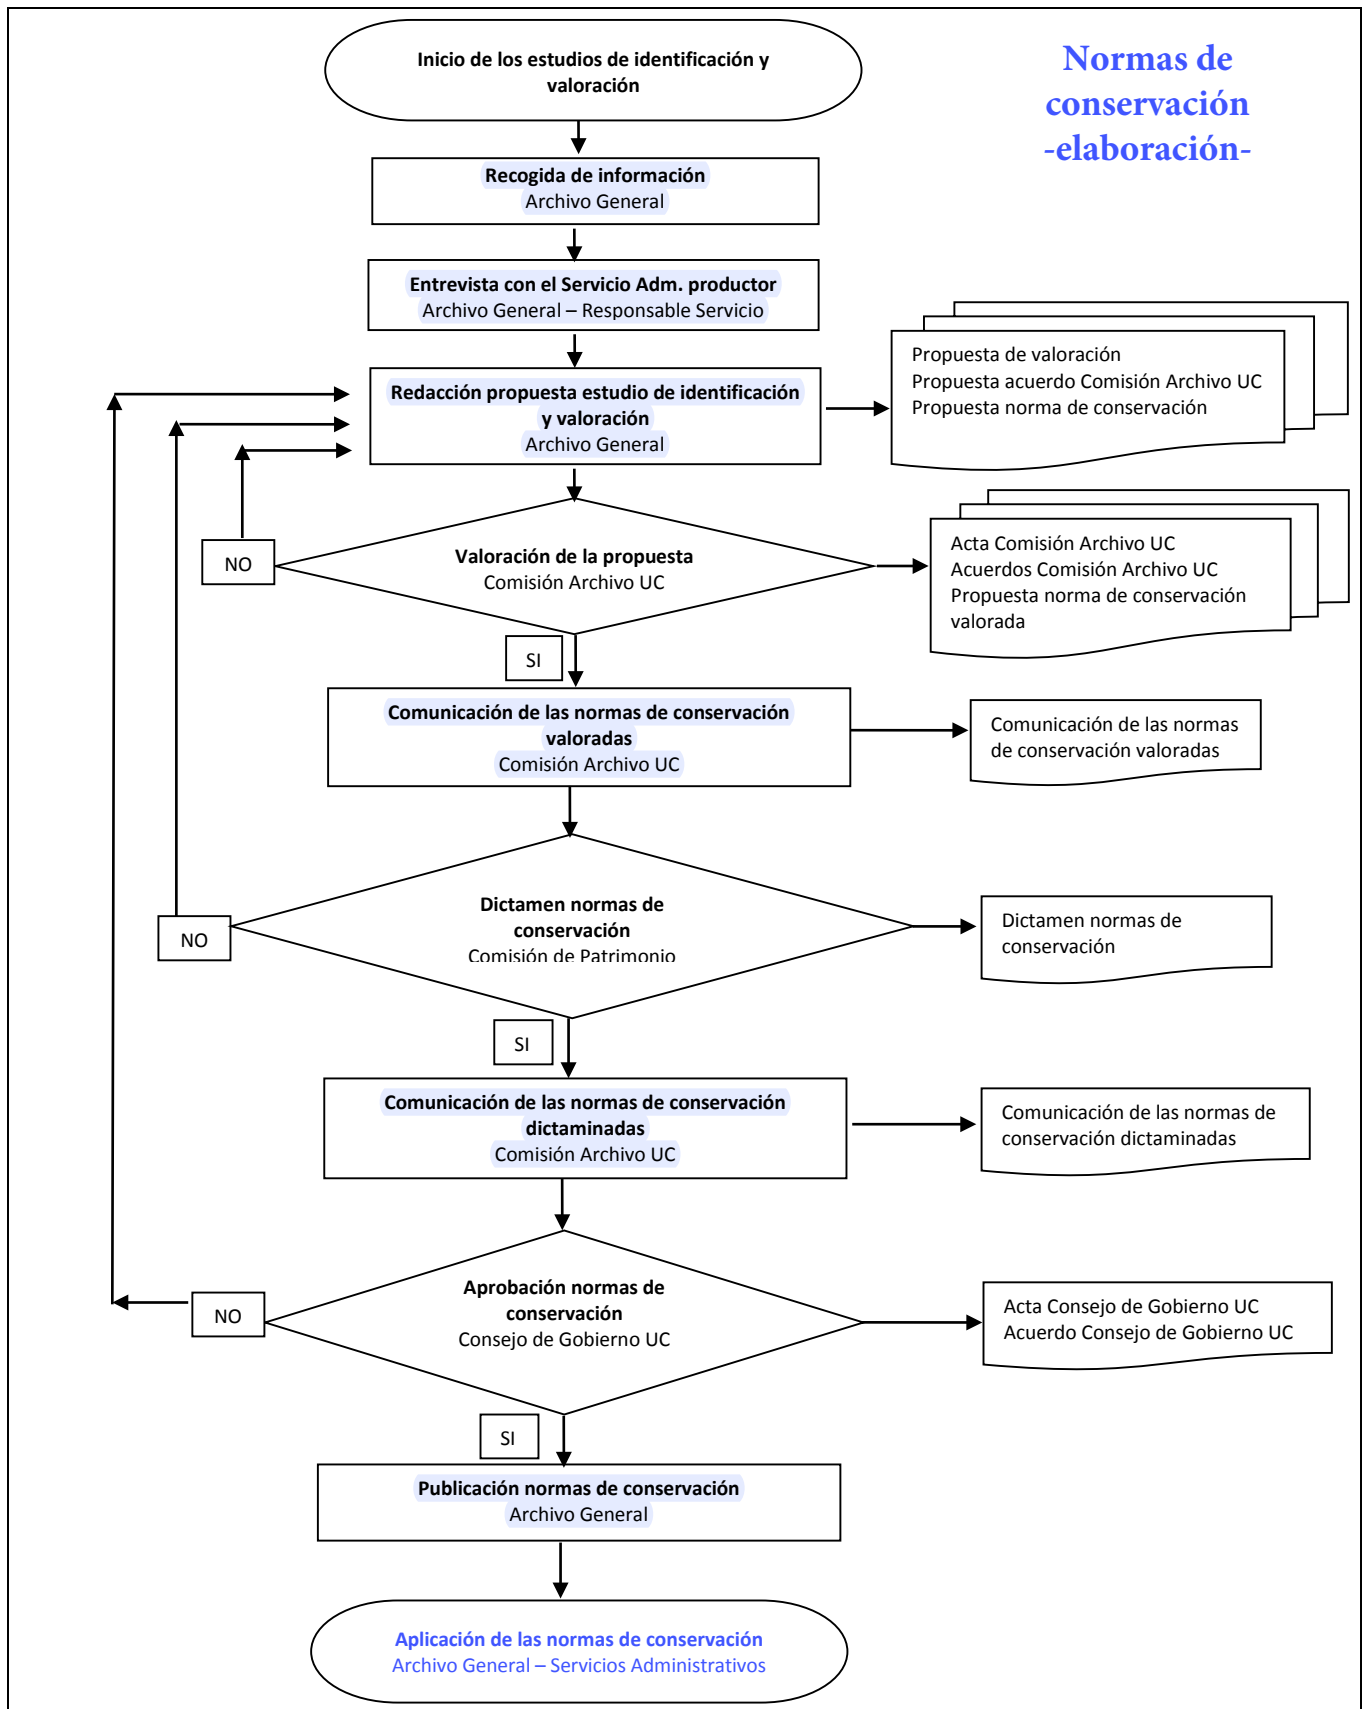 Inicio de los estudios de identificación y
valoración
Normas de
conservación
-elaboración-
Recogida de información
Archivo General
Entrevista con el Servicio Adm. productor
Archivo General – Responsable Servicio
Redacción propuesta estudio de identificación
y valoración
Archivo General
Propuesta de valoración
Propuesta acuerdo Comisión Archivo UC
Propuesta norma de conservación
Valoración de la propuesta
Comisión Archivo UC
NO
Acta Comisión Archivo UC
Acuerdos Comisión Archivo UC
Propuesta norma de conservación
valorada
SI
Comunicación de las normas de conservación
valoradas
Comisión Archivo UC
Comunicación de las normas
de conservación valoradas
Dictamen normas de
conservación
Comisión de Patrimonio
NO
Dictamen normas de
conservación
SI
Comunicación de las normas de conservación
dictaminadas
Comisión Archivo UC
Comunicación de las normas de
conservación dictaminadas
Aprobación normas de
conservación
Consejo de Gobierno UC
NO
Acta Consejo de Gobierno UC
Acuerdo Consejo de Gobierno UC
SI
Publicación normas de conservación
Archivo General
Aplicación de las normas de conservación
Archivo General – Servicios Administrativos